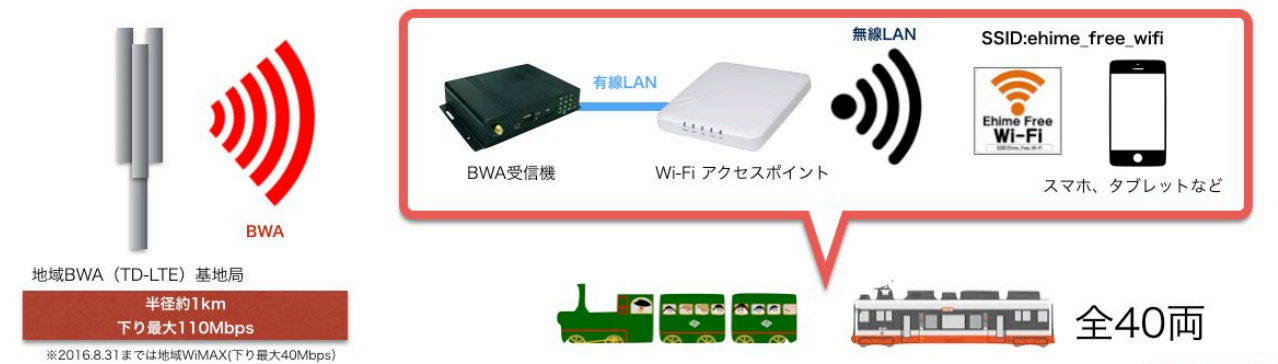 無線LAN
SSID:ehime_free_wifi
有線LAN
Ehime Free
Wi-Fi
SSID:Ehime_Free_Wi-Fi
BWA受信機
Wi-Fi アクセスポイント
スマホ、タブレットなど
BWA
地域BWA（TD-LTE）基地局
半径約1km
下り最大110Mbps
※2016.8.31までは地域WiMAX(下り最大40Mbps)
全40両